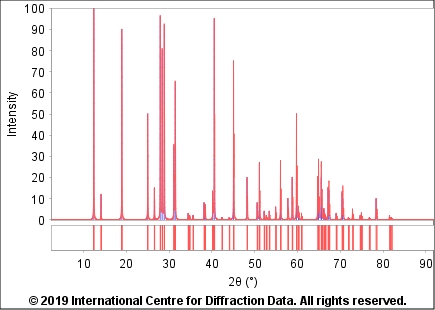 100
90
80
70
60
50
40
30
20
10
0
Intensity
10 20 30 40 50 60 70 80 90
2θ (°)
© 2019 International Centre for Diffraction Data. All rights reserved.